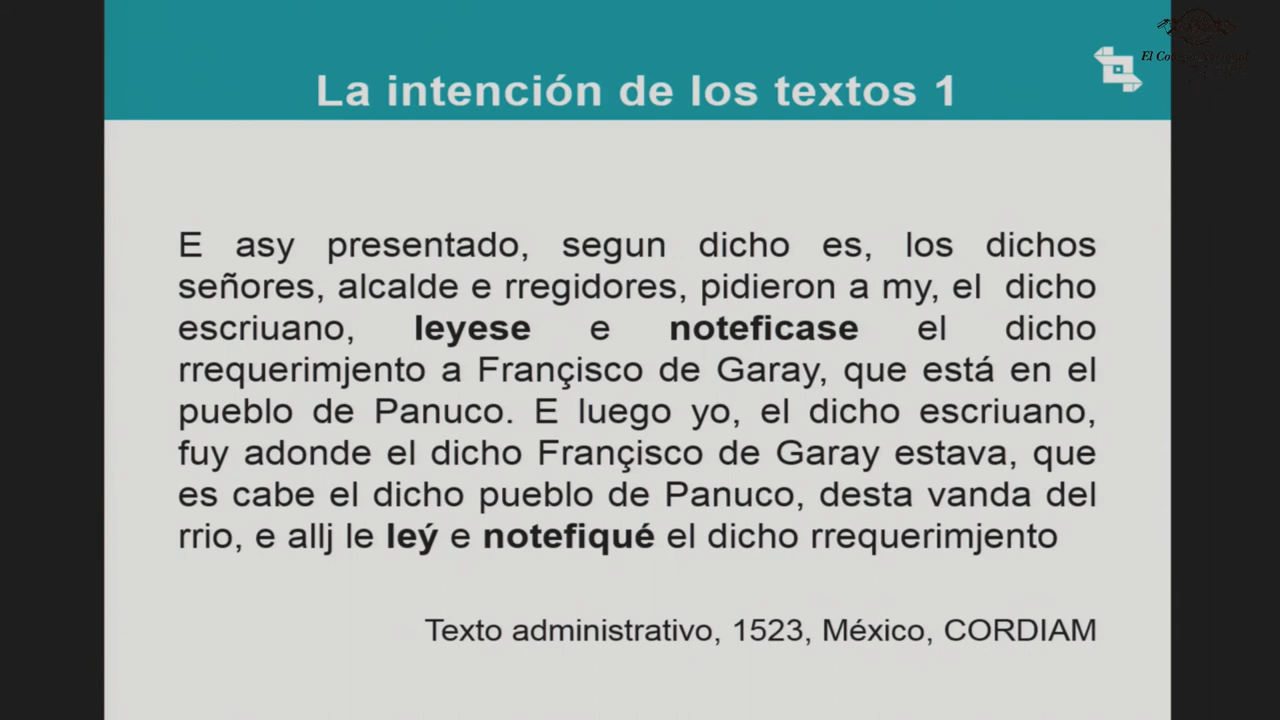 La intención de los textos 1
E asy presentado, segun dicho es, los dichos
señores, alcalde e rregidores, pidieron a my, el dicho
escriuano, leyese e noteficase el dicho
rrequerimjento a Françisco de Garay, que está en el
pueblo de Panuco. E luego yo, el dicho escriuano,
fuy adonde el dicho Françisco de Garay estava, que
es cabe el dicho pueblo de Panuco, desta vanda del
rrio, e allj le leý e notefiqué el dicho rrequerimjento
Texto administrativo, 1523, México, CORDIAM